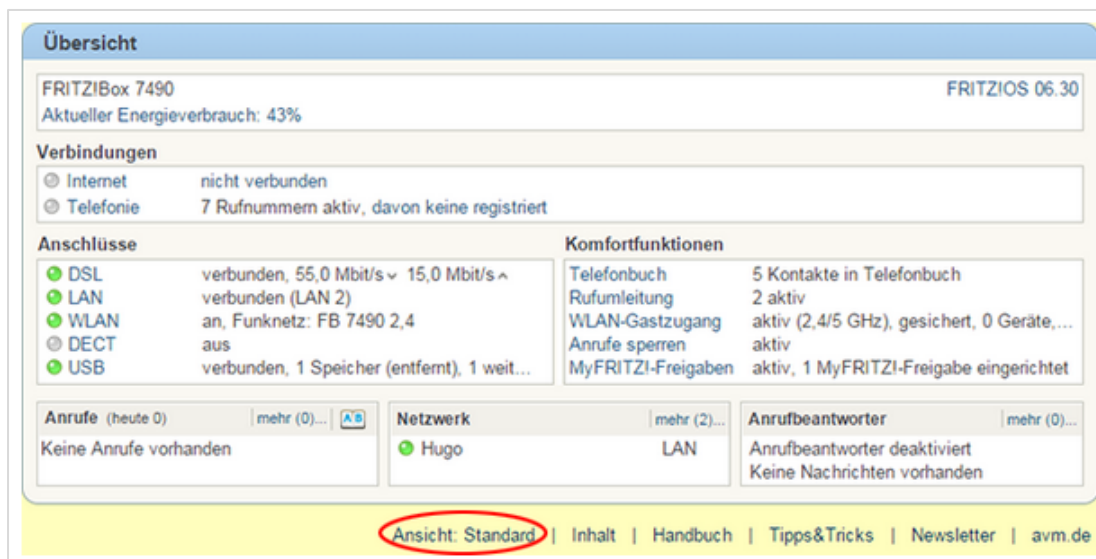 Übersicht
FRITZ!Box 7490 FRITZ!OS 06.30
Aktueller Energieverbrauch: 43%
Verbindungen
Internet nicht verbunden
Telefonie 7 Rufnummern aktiv, davon keine registriert
Anschlüsse
DSL verbunden, 55,0 Mbit/s 15,0 Mbit/s
LAN verbunden (LAN 2)
WLAN an, Funknetz: FB 7490 2,4
DECT aus
USB verbunden, 1 Speicher (entfernt), 1 weit...
Komfortfunktionen
Telefonbuch 5 Kontakte in Telefonbuch
Rufumleitung 2 aktiv
WLAN-Gastzugang aktiv (2,4/5 GHz), gesichert, 0 Geräte,...
Anrufe sperren aktiv
MyFRITZ!-Freigaben aktiv, 1 MyFRITZ!-Freigabe eingerichtet
Anrufe (heute 0) mehr (0)... AB
Keine Anrufe vorhanden
Netzwerk mehr (2)...
Hugo LAN
Anrufbeantworter mehr (0)...
Anrufbeantworter deaktiviert
Keine Nachrichten vorhanden
Ansicht: Standard | Inhalt | Handbuch | Tipps&Tricks | Newsletter | avm.de